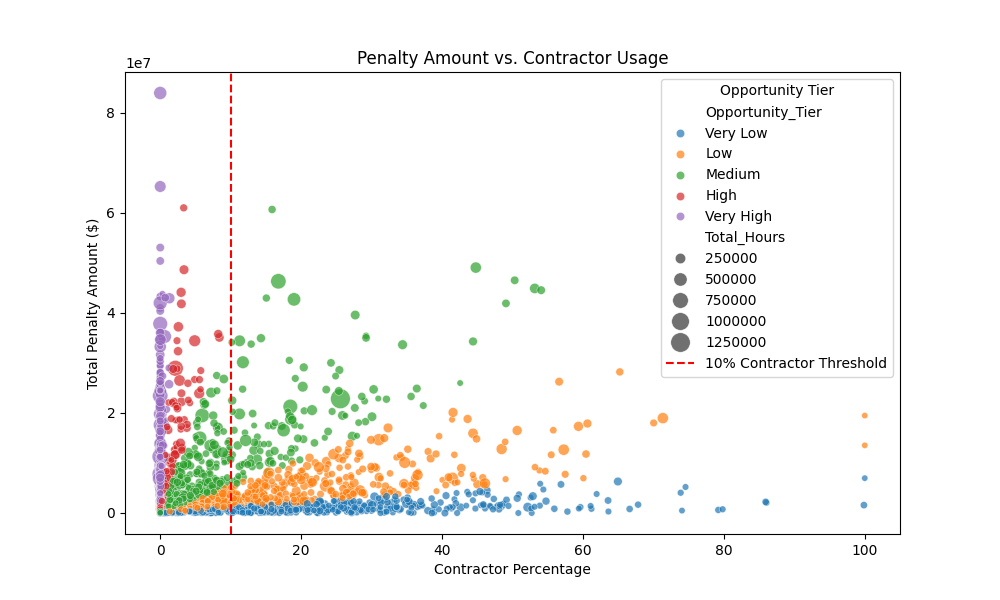 Penalty Amount vs. Contractor Usage
1e7
Opportunity Tier
Opportunity_Tier
Very Low
Low
Medium
High
Very High
Total_Hours
250000
500000
750000
1000000
1250000
10% Contractor Threshold
Total Penalty Amount ($)
8
6
4
2
0
0 20 40 60 80 100
Contractor Percentage